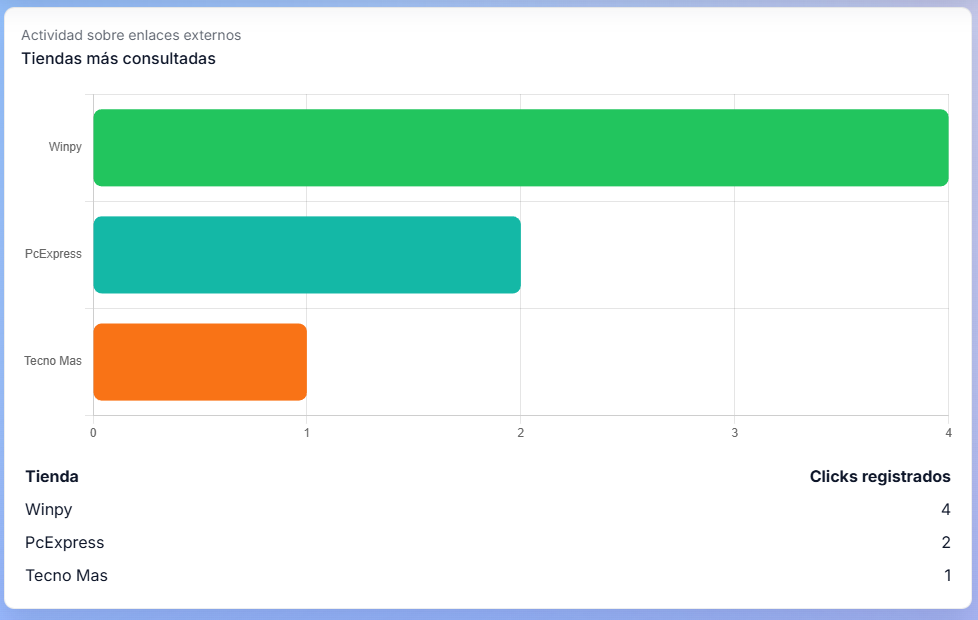 Actividad sobre enlaces externos
Tiendas más consultadas
Winpy
PcExpress
Tecno Mas
0 1 2 3 4
Tienda Clicks registrados
Winpy 4
PcExpress 2
Tecno Mas 1